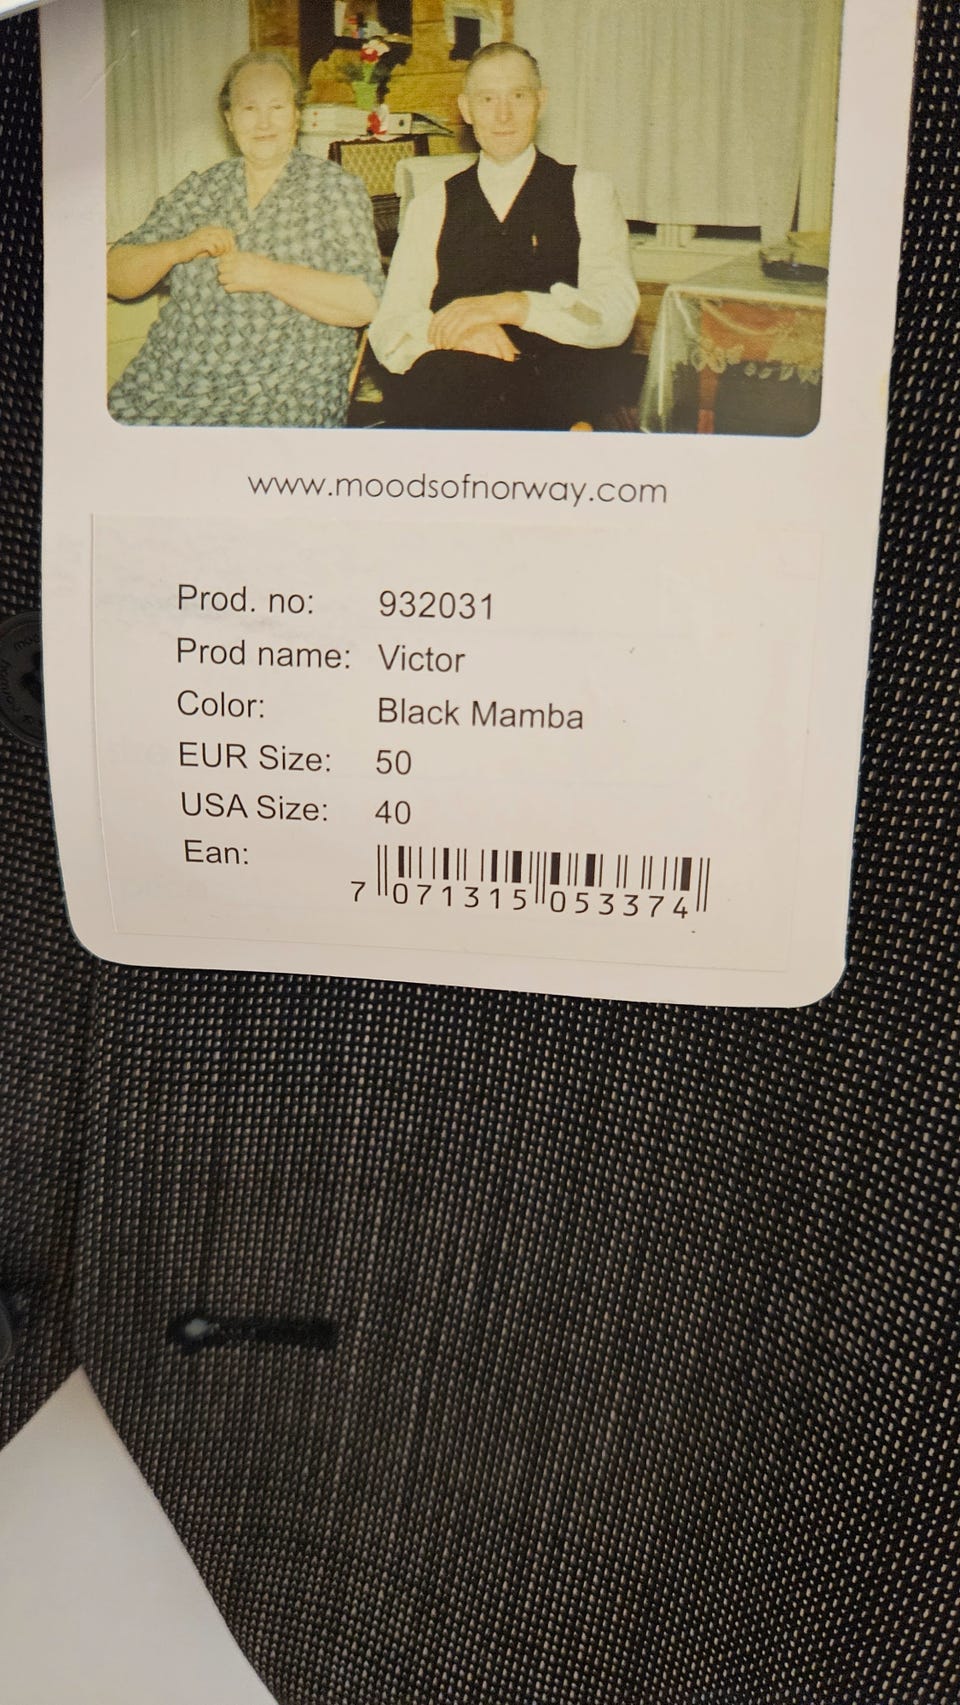 www.moodsofnorway.com
Prod. no: 932031
Prod name: Victor
Color: Black Mamba
EUR Size: 50
USA Size: 40
Ean:
7 071315 053374